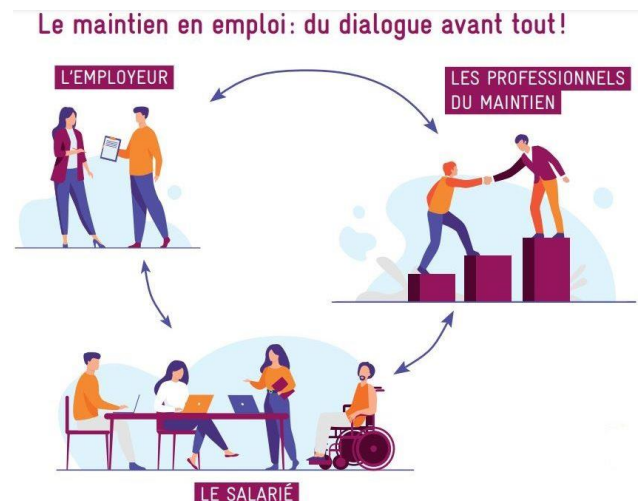 Le maintien en emploi: du dialogue avant tout!
L'EMPLOYEUR
LES PROFESSIONNELS
DU MAINTIEN
LE SALARIÉ